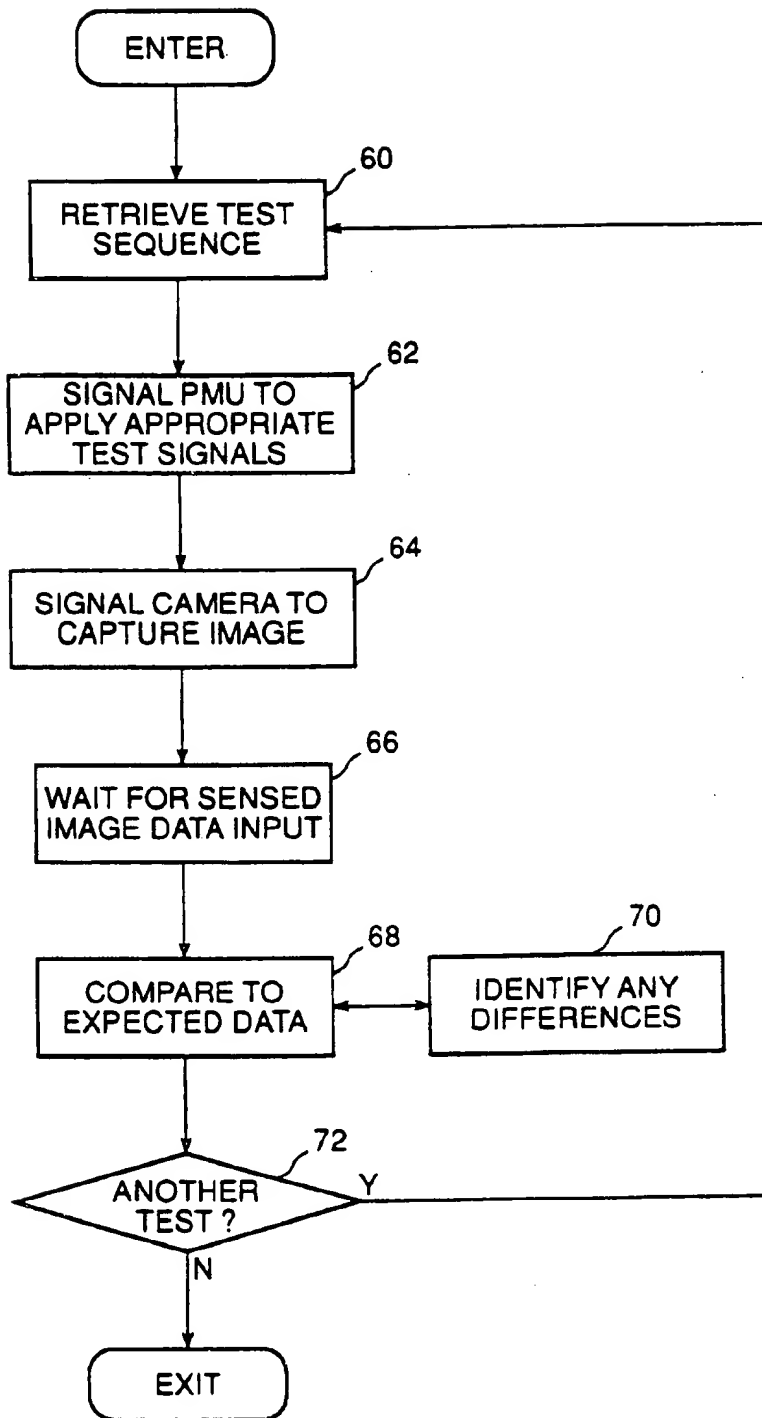 ENTER
60
RETRIEVE TEST
SEQUENCE
62
SIGNAL PMU TO
APPLY APPROPRIATE
TEST SIGNALS
64
SIGNAL CAMERA TO
CAPTURE IMAGE
66
WAIT FOR SENSED
IMAGE DATA INPUT
68
COMPARE TO
EXPECTED DATA
70
IDENTIFY ANY
DIFFERENCES
72
ANOTHER
TEST ?
Y
N
EXIT